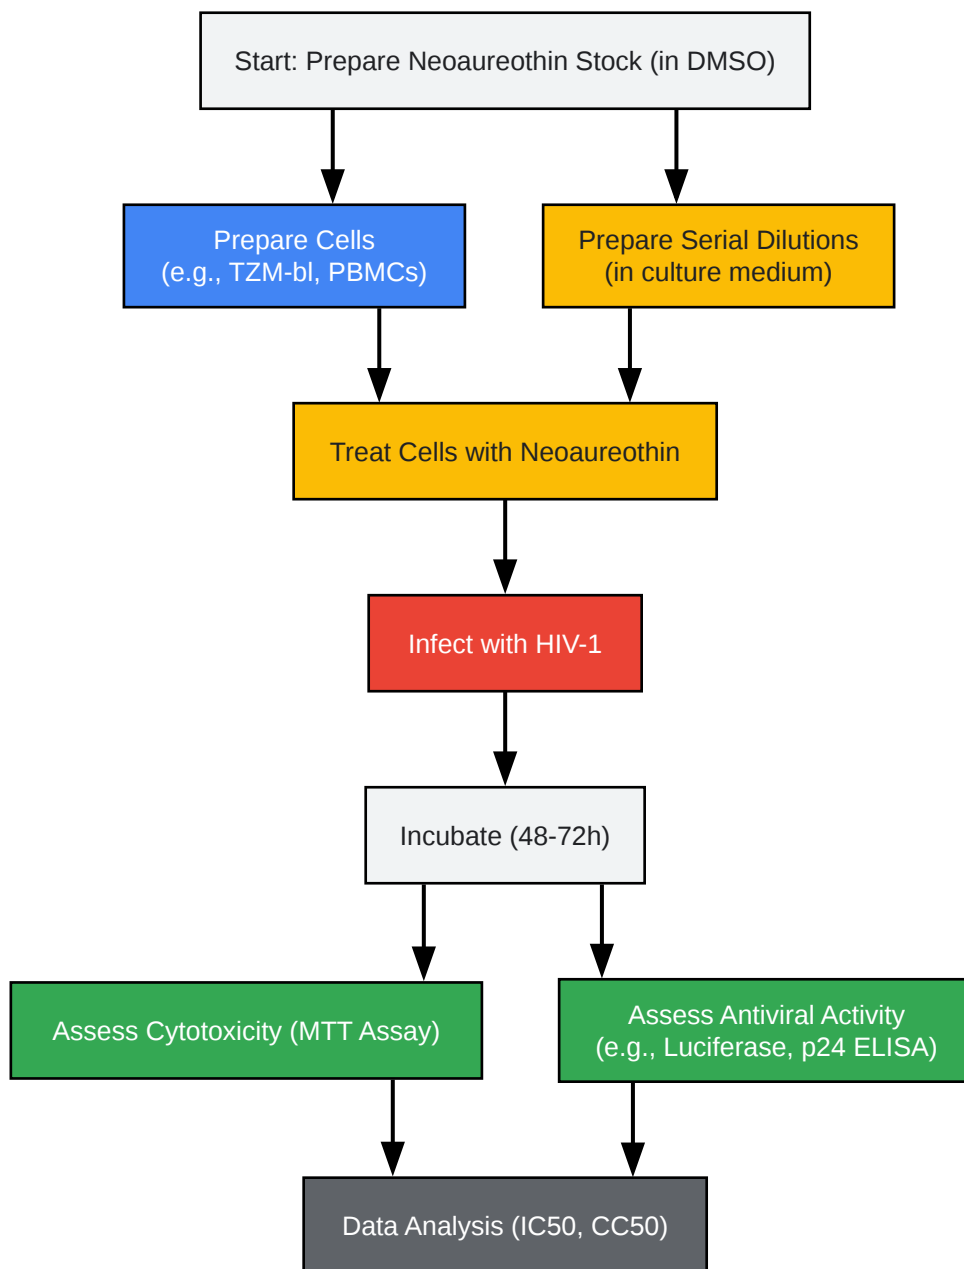 Start: Prepare Neoaureothin Stock (in DMSO)
Prepare Cells
(e.g., TZM-bl, PBMCs)
Prepare Serial Dilutions
(in culture medium)
Treat Cells with Neoaureothin
Infect with HIV-1
Incubate (48-72h)
Assess Cytotoxicity (MTT Assay)
Assess Antiviral Activity
(e.g., Luciferase, p24 ELISA)
Data Analysis (IC50, CC50)